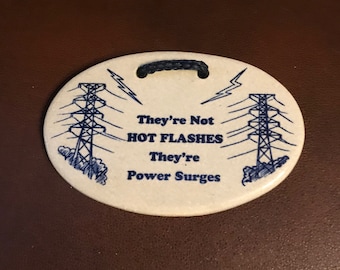 They're Not
HOT FLASHES
They're
Power Surges